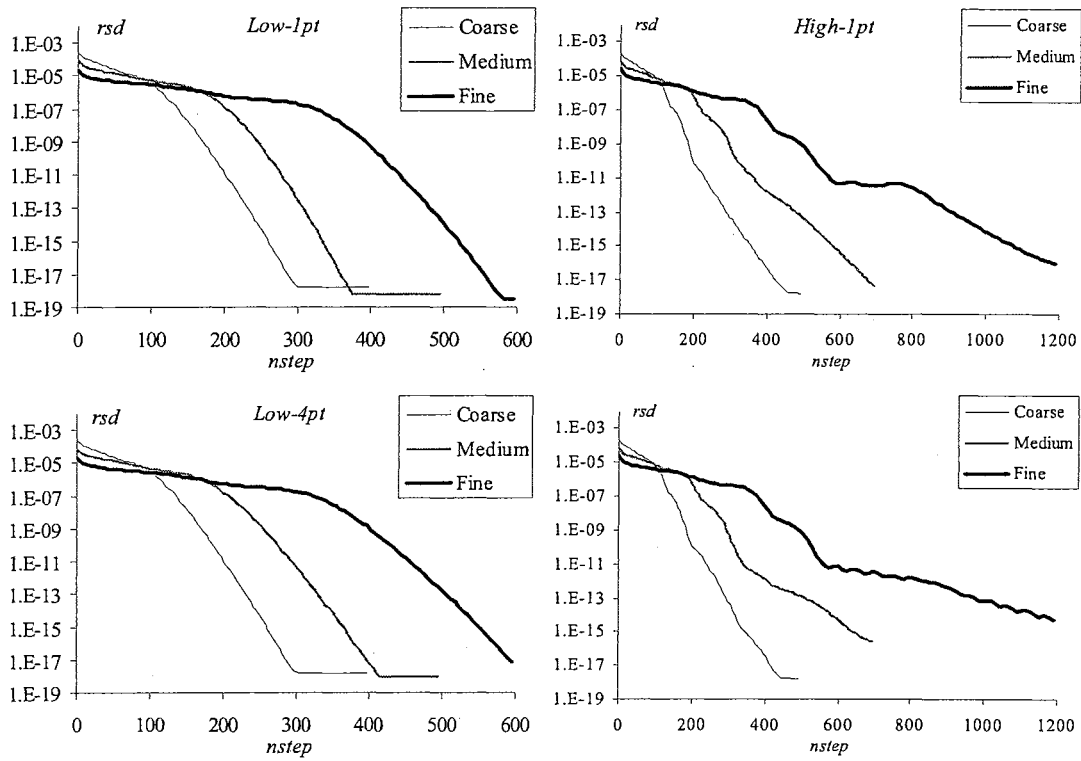 rsd
Low-1pt
Coarse
Medium
Fine
1.E-03
1.E-05
1.E-07
1.E-09
1.E-11
1.E-13
1.E-15
1.E-17
1.E-19
0 100 200 300 400 500 600
nstep
rsd
High-1pt
Coarse
Medium
Fine
1.E-03
1.E-05
1.E-07
1.E-09
1.E-11
1.E-13
1.E-15
1.E-17
1.E-19
0 200 400 600 800 1000 1200
nstep
rsd
Low-4pt
Coarse
Medium
Fine
1.E-03
1.E-05
1.E-07
1.E-09
1.E-11
1.E-13
1.E-15
1.E-17
1.E-19
0 100 200 300 400 500 600
nstep
rsd
Coarse
Medium
Fine
1.E-03
1.E-05
1.E-07
1.E-09
1.E-11
1.E-13
1.E-15
1.E-17
1.E-19
0 200 400 600 800 1000 1200
nstep